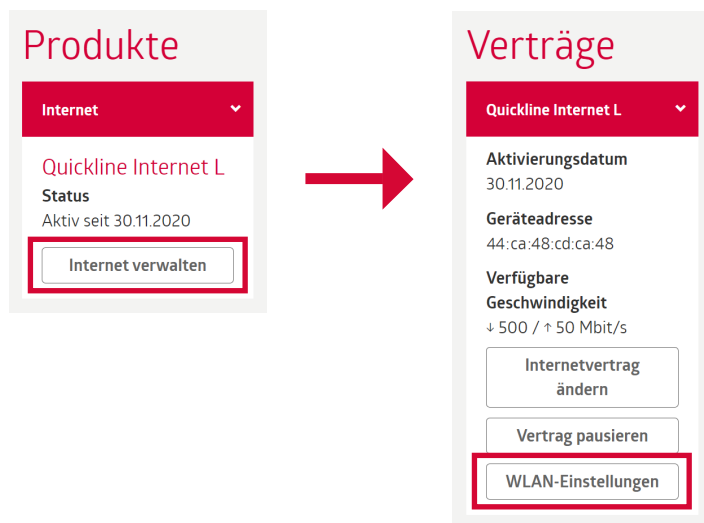 Produkte
Internet
Quickline Internet L
Status
Aktiv seit 30.11.2020
Internet verwalten
Verträge
Quickline Internet L
Aktivierungsdatum
30.11.2020
Geräteadresse
44:ca:48:cd:ca:48
Verfügbare
Geschwindigkeit
↓ 500 / ↑ 50 Mbit/s
Internetvertrag
ändern
Vertrag pausieren
WLAN-Einstellungen